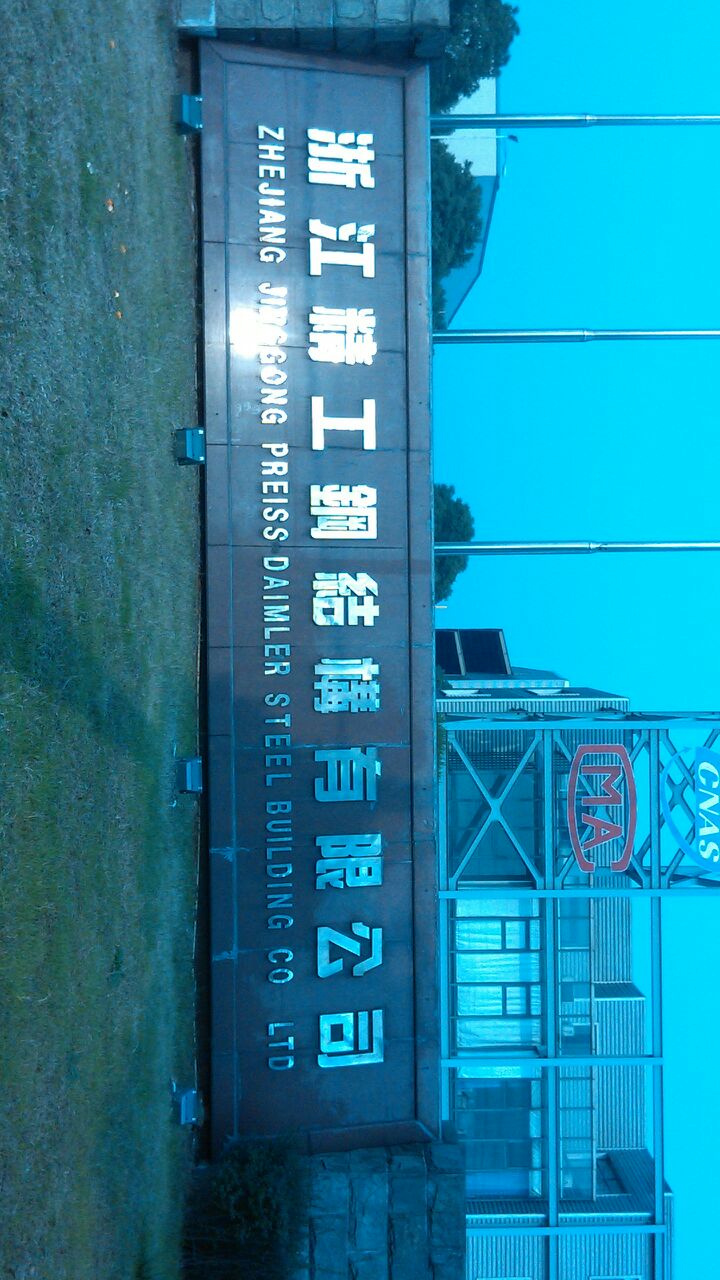 浙江精工鋼結構有限公司
ZHEJIANG JINGGONG PREISS-DAIMLER STEEL BUILDING CO LTD
MA
CNAS